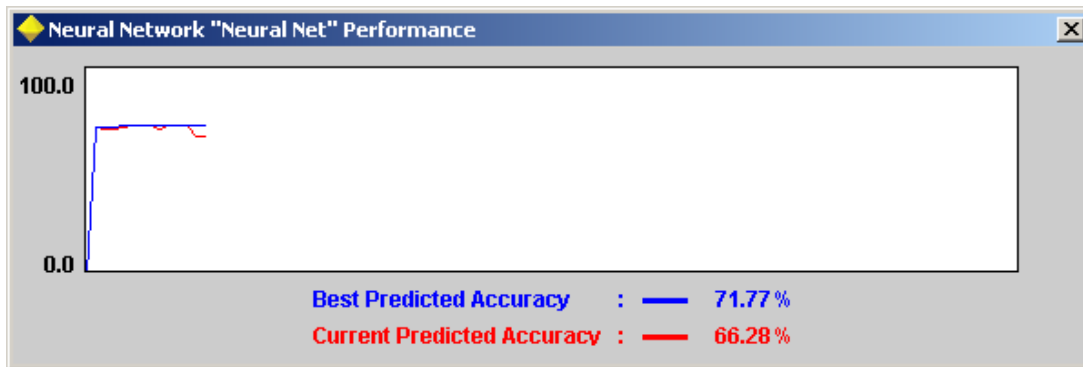 Neural Network "Neural Net" Performance
100.0
0.0
Best Predicted Accuracy : 71.77 %
Current Predicted Accuracy : 66.28 %